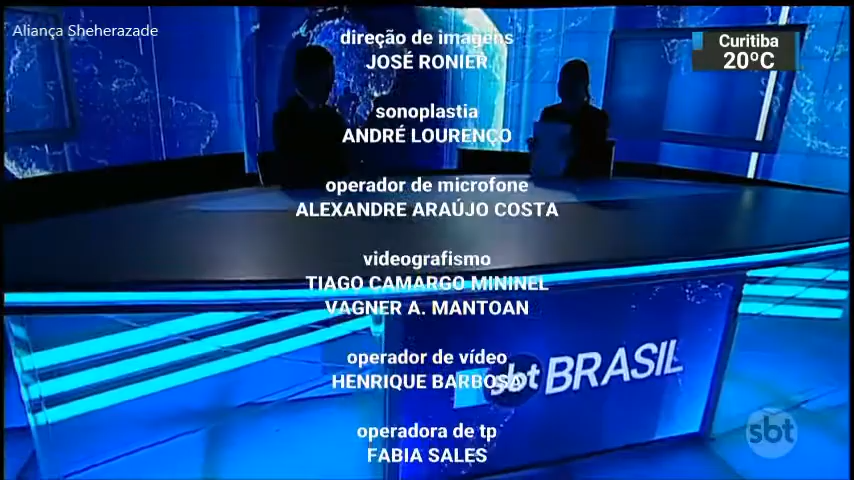 Aliança Sheherazade
Curitiba
20ºC
direção de imagens
JOSÉ RONIER
sonoplastia
ANDRÉ LOURENÇO
operador de microfone
ALEXANDRE ARAÚJO COSTA
videografismo
TIAGO CAMARGO MININEL
VAGNER A. MANTOAN
operador de vídeo
HENRIQUE BARBOSA
sbt BRASIL
operadora de tp
FABIA SALES
sbt